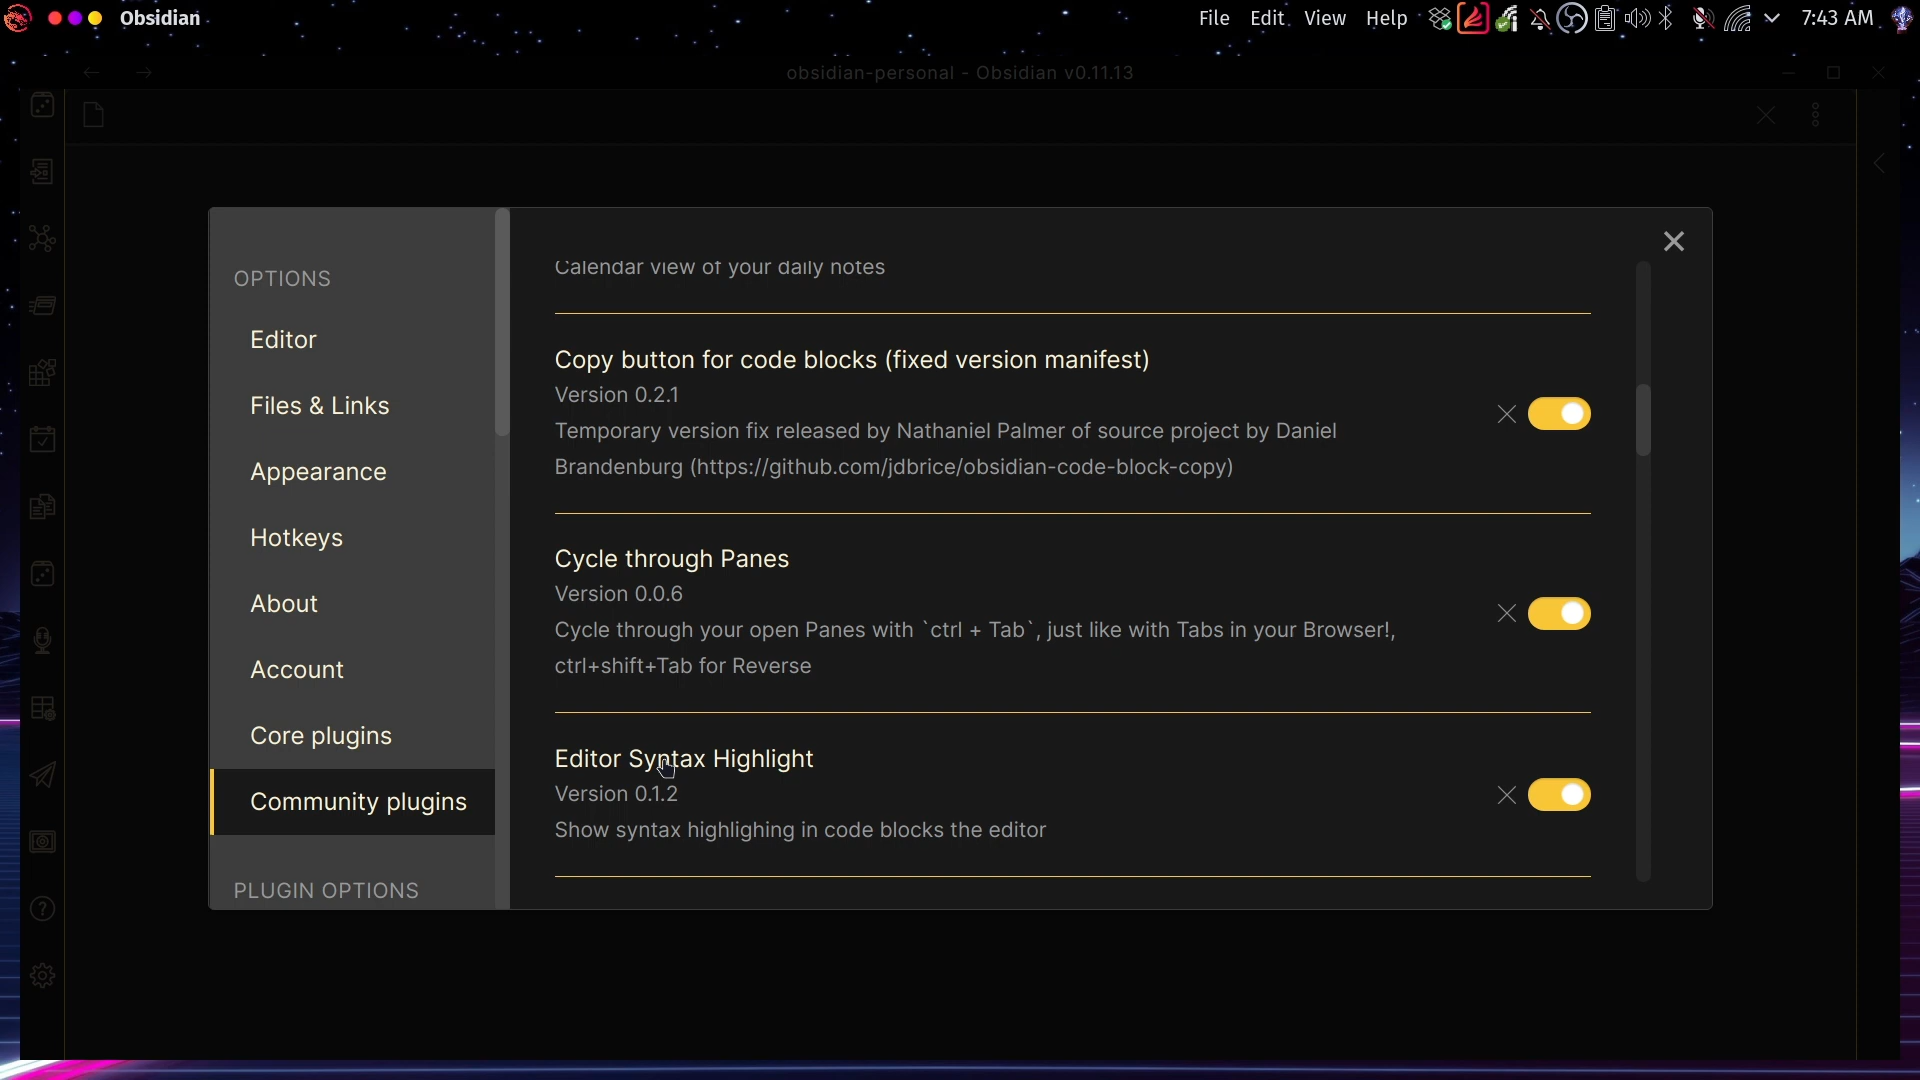 Obsidian
File Edit View Help
7:43 AM
obsidian-personal - Obsidian v0.11.13
OPTIONS
Editor
Files & Links
Appearance
Hotkeys
About
Account
Core plugins
Community plugins
PLUGIN OPTIONS
Calendar view of your daily notes
Copy button for code blocks (fixed version manifest)
Version 0.2.1
Temporary version fix released by Nathaniel Palmer of source project by Daniel
Brandenburg (https://github.com/jdbrice/obsidian-code-block-copy)
Cycle through Panes
Version 0.0.6
Cycle through your open Panes with `ctrl + Tab`, just like with Tabs in your Browser!,
ctrl+shift+Tab for Reverse
Editor Syntax Highlight
Version 0.1.2
Show syntax highlighing in code blocks the editor